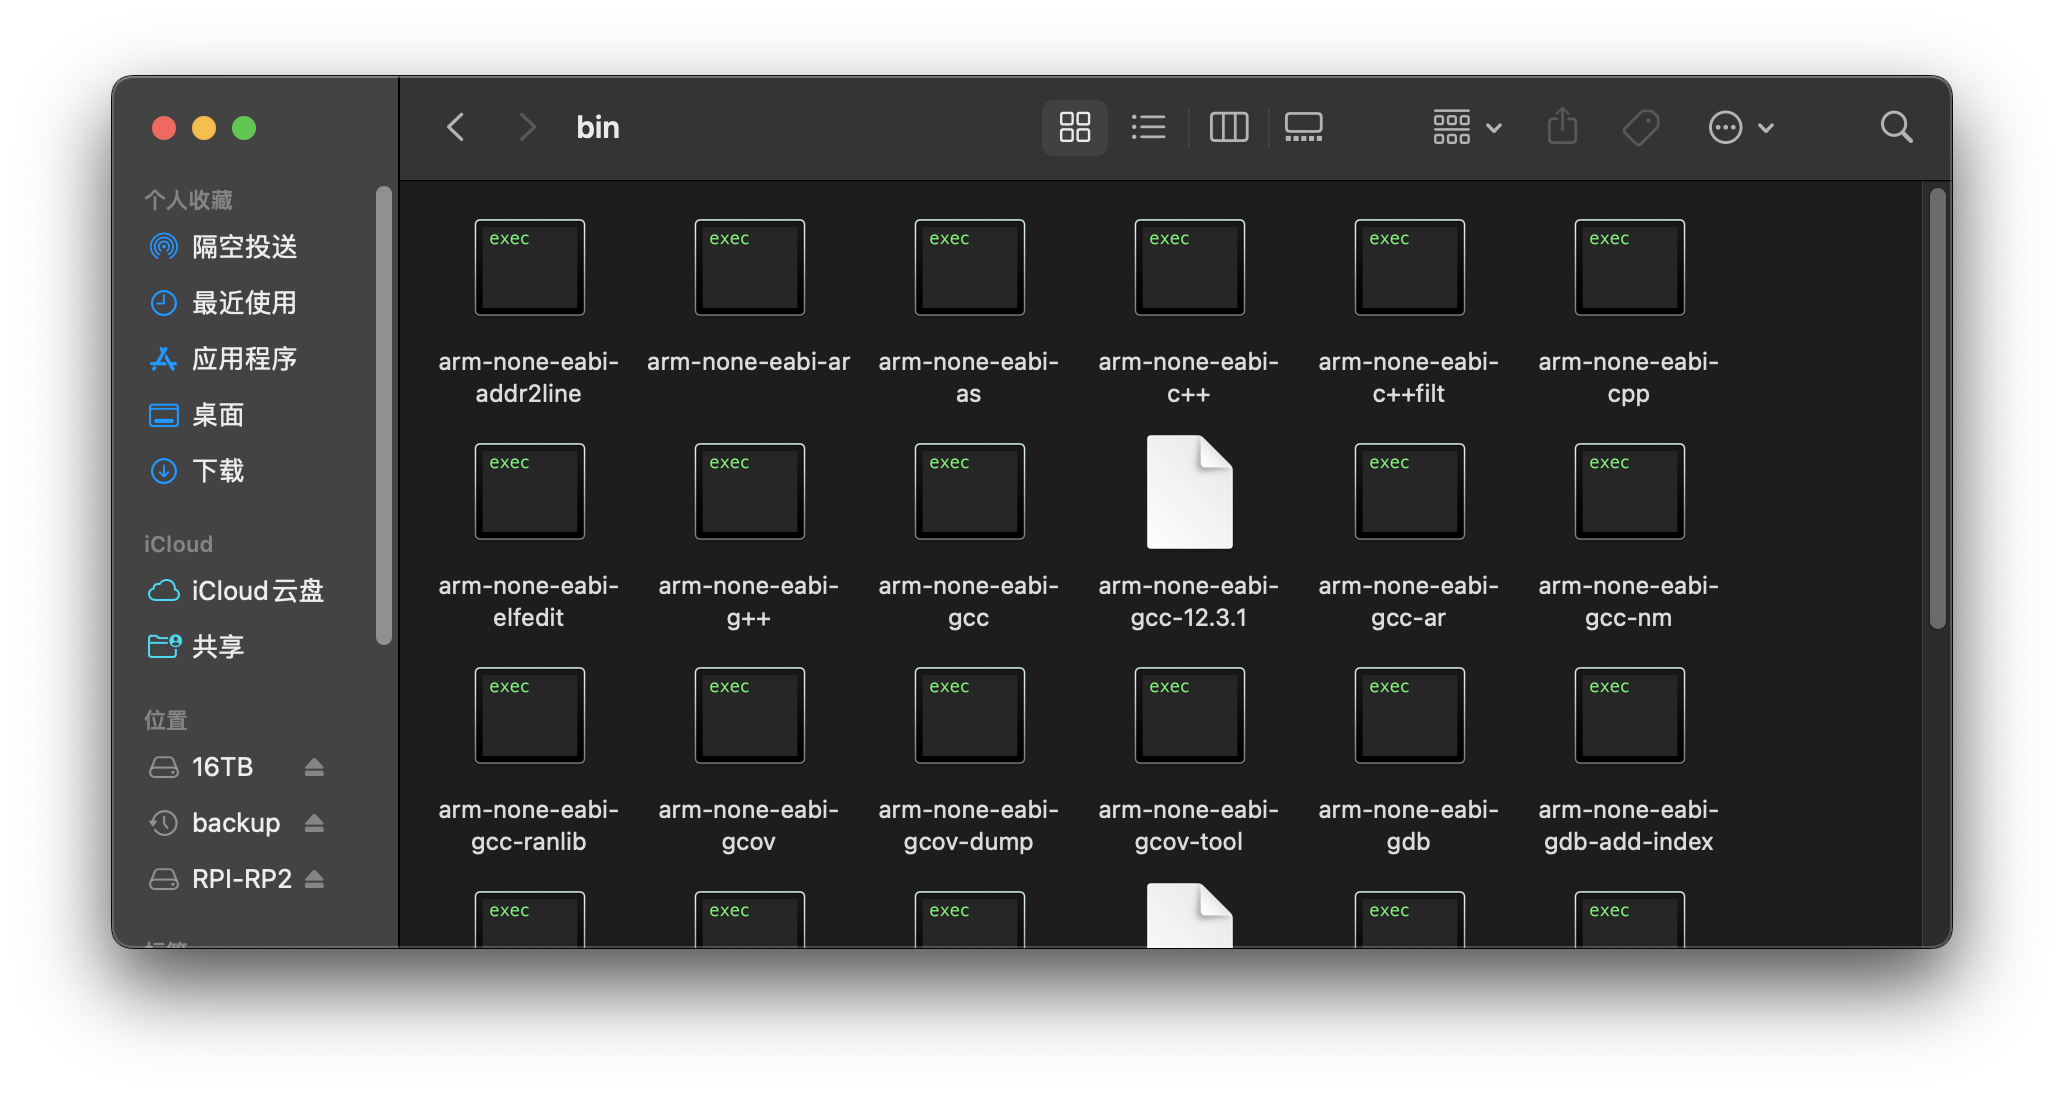 bin
个人收藏
隔空投送
最近使用
应用程序
桌面
下载
iCloud
iCloud云盘
共享
位置
16TB
backup
RPI-RP2
exec
exec
exec
exec
exec
exec
arm-none-eabi-
addr2line
arm-none-eabi-ar
arm-none-eabi-
as
arm-none-eabi-
c++
arm-none-eabi-
c++filt
arm-none-eabi-
cpp
exec
exec
exec
exec
exec
arm-none-eabi-
elfedit
arm-none-eabi-
g++
arm-none-eabi-
gcc
arm-none-eabi-
gcc-12.3.1
arm-none-eabi-
gcc-ar
arm-none-eabi-
gcc-nm
exec
exec
exec
exec
exec
exec
arm-none-eabi-
gcc-ranlib
arm-none-eabi-
gcov
arm-none-eabi-
gcov-dump
arm-none-eabi-
gcov-tool
arm-none-eabi-
gdb
arm-none-eabi-
gdb-add-index
exec
exec
exec
exec
exec